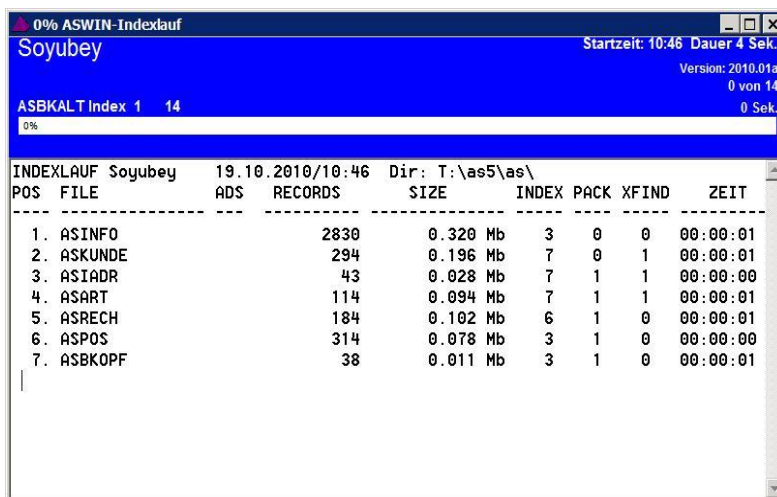 0% ASWIN-Indexlauf
Soyubey
Startzeit: 10:46 Dauer 4 Sek.
Version: 2010.01a
0 von 14
ASBKALT Index 1 14
0 Sek.
0%
INDEXLAUF Soyubey 19.10.2010/10:46 Dir: T:\as5\as\
POS FILE ADS RECORDS SIZE INDEX PACK XFIND ZEIT
---- --------------- --- --------- --------------- ----- ---- ----- --------
1. ASINFO 2830 0.320 Mb 3 0 0 00:00:01
2. ASKUNDE 294 0.196 Mb 7 0 1 00:00:01
3. ASIADR 43 0.028 Mb 7 1 1 00:00:00
4. ASART 114 0.094 Mb 7 1 1 00:00:01
5. ASRECH 184 0.102 Mb 6 1 0 00:00:01
6. ASPOS 314 0.078 Mb 3 1 0 00:00:00
7. ASBKOPF 38 0.011 Mb 3 1 0 00:00:01